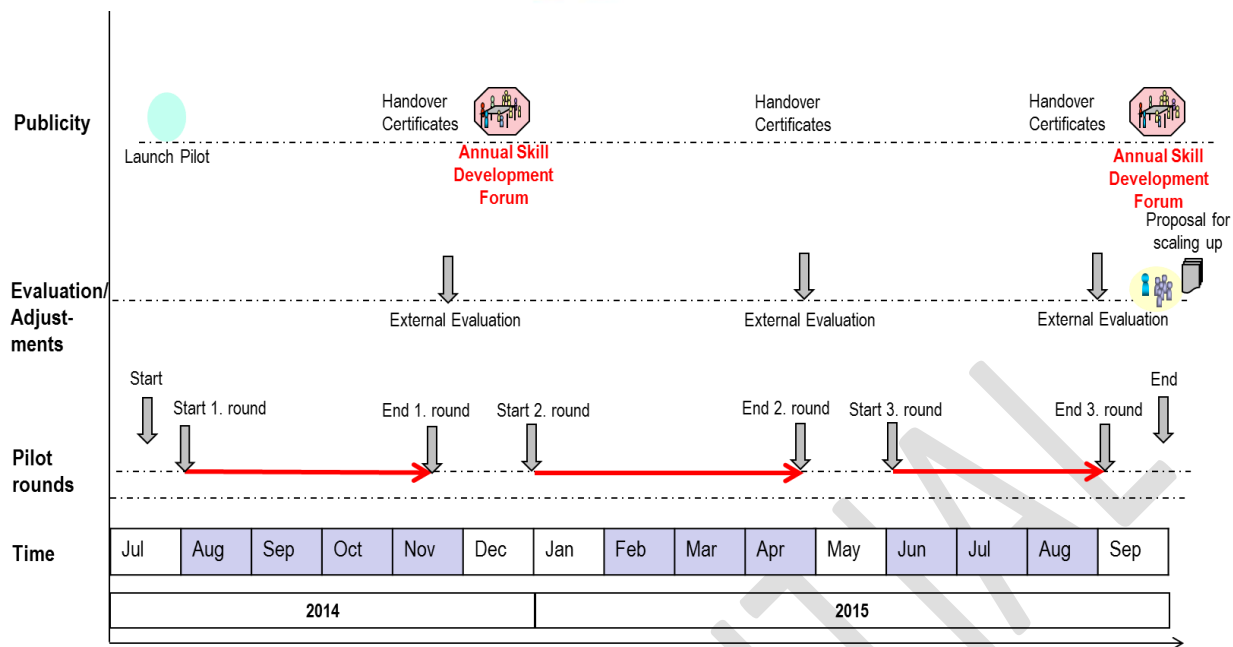 Publicity
Launch Pilot
Handover
Certificates
Annual Skill
Development
Forum
Handover
Certificates
Handover
Certificates
Annual Skill
Development
Forum
Proposal for
scaling up
Evaluation/
Adjust-
ments
External Evaluation
External Evaluation
External Evaluation
Start
Start 1. round
End 1. round
Start 2. round
End 2. round
Start 3. round
End 3. round
End
Pilot
rounds
Time
Jul Aug Sep Oct Nov Dec Jan Feb Mar Apr May Jun Jul Aug Sep
2014 2015
TIAL